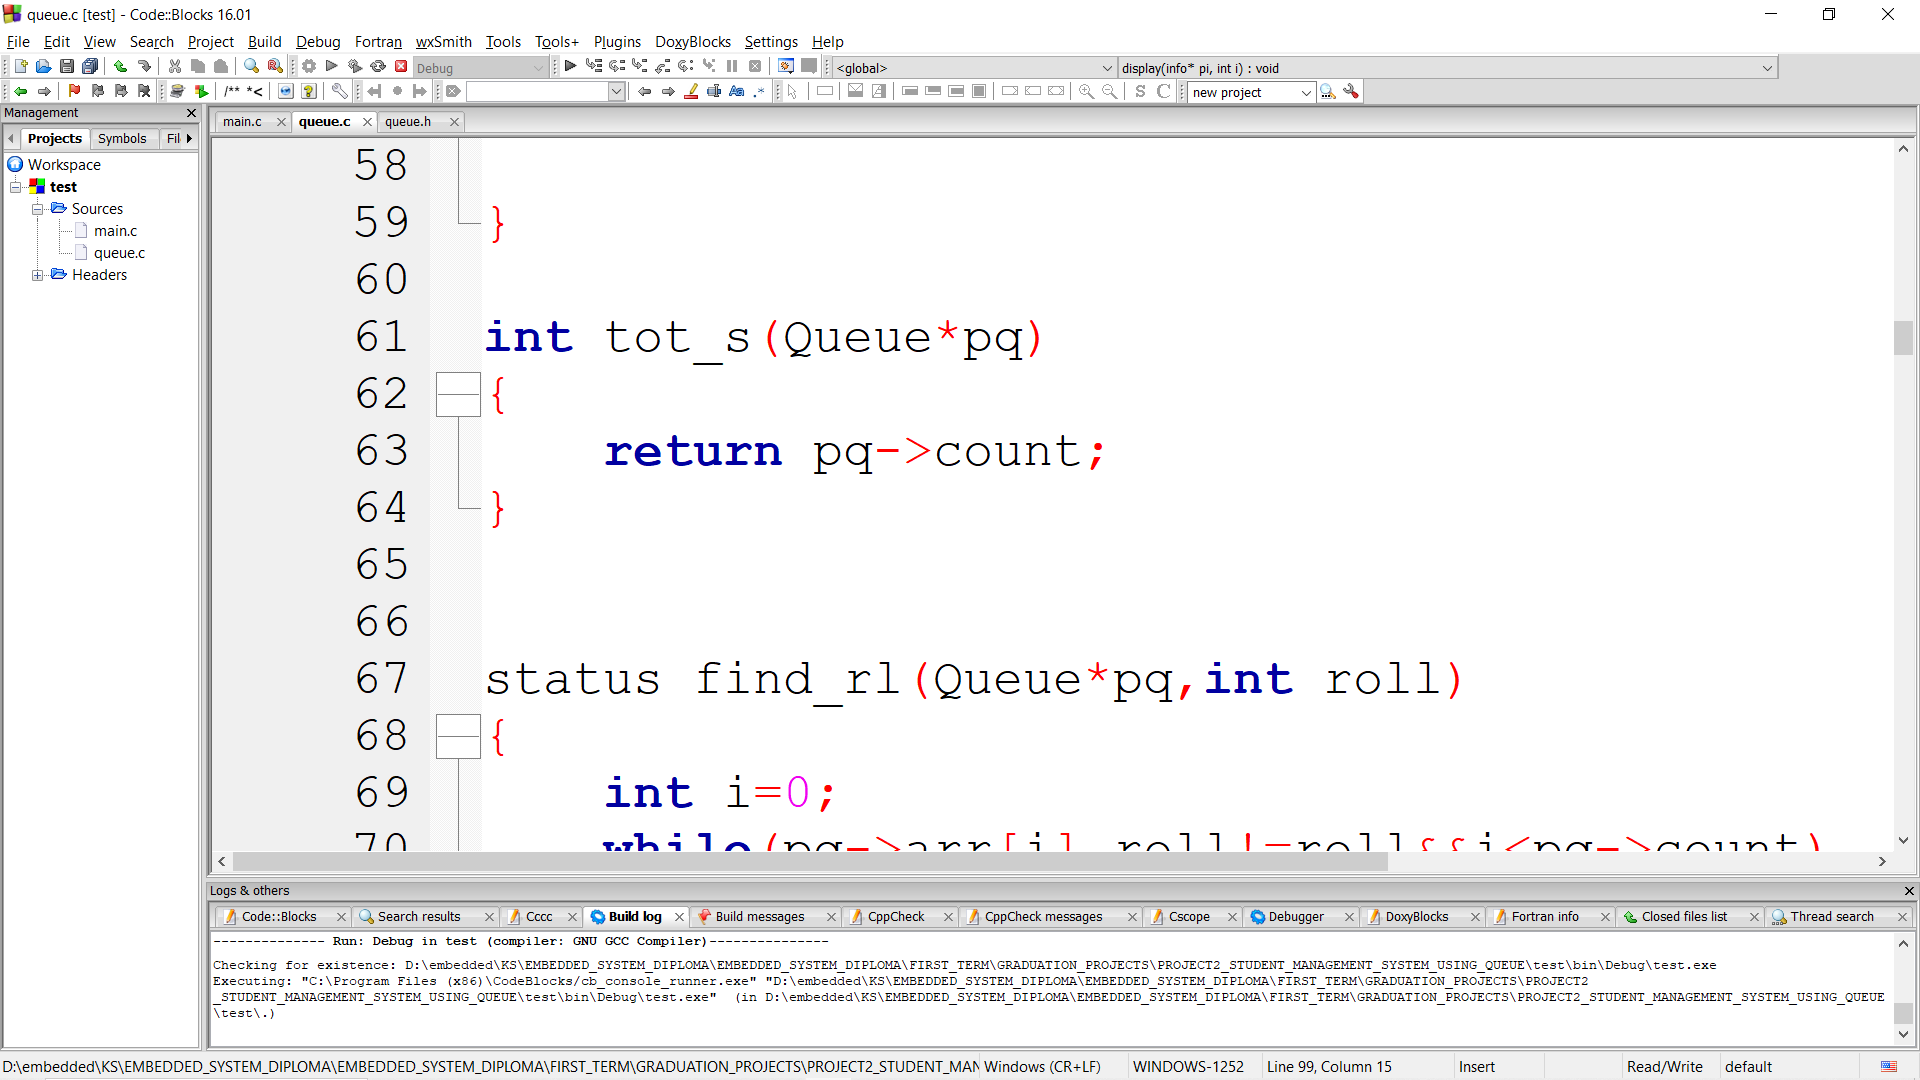 queue.c [test] - Code::Blocks 16.01
File Edit View Search Project Build Debug Fortran wxSmith Tools Tools+ Plugins DoxyBlocks Settings Help
Debug
<global>
display(info* pi, int i) : void
/** *<
new project
Management
Projects Symbols Fil
Workspace
test
Sources
main.c
queue.c
Headers
main.c queue.c queue.h
58
59 }
60
61 int tot_s(Queue*pq)
62 {
63 return pq->count;
64 }
65
66
67 status find_rl(Queue*pq,int roll)
68 {
69 int i=0;
70 while(pq->arr[i].roll!=roll&&i<pq->count)
Logs & others
Code::Blocks Search results Cccc Build log Build messages CppCheck CppCheck messages Cscope Debugger DoxyBlocks Fortran info Closed files list Thread search
-------------- Run: Debug in test (compiler: GNU GCC Compiler)---------------
Checking for existence: D:\embedded\KS\EMBEDDED_SYSTEM_DIPLOMA\EMBEDDED_SYSTEM_DIPLOMA\FIRST_TERM\GRADUATION_PROJECTS\PROJECT2_STUDENT_MANAGEMENT_SYSTEM_USING_QUEUE\test\bin\Debug\test.exe
Executing: "C:\Program Files (x86)\CodeBlocks/cb_console_runner.exe" "D:\embedded\KS\EMBEDDED_SYSTEM_DIPLOMA\EMBEDDED_SYSTEM_DIPLOMA\FIRST_TERM\GRADUATION_PROJECTS\PROJECT2
_STUDENT_MANAGEMENT_SYSTEM_USING_QUEUE\test\bin\Debug\test.exe"  (in D:\embedded\KS\EMBEDDED_SYSTEM_DIPLOMA\EMBEDDED_SYSTEM_DIPLOMA\FIRST_TERM\GRADUATION_PROJECTS\PROJECT2_STUDENT_MANAGEMENT_SYSTEM_USING_QUEUE
\test\.)
D:\embedded\KS\EMBEDDED_SYSTEM_DIPLOMA\EMBEDDED_SYSTEM_DIPLOMA\FIRST_TERM\GRADUATION_PROJECTS\PROJECT2_STUDENT_MAN Windows (CR+LF) WINDOWS-1252 Line 99, Column 15 Insert Read/Write default